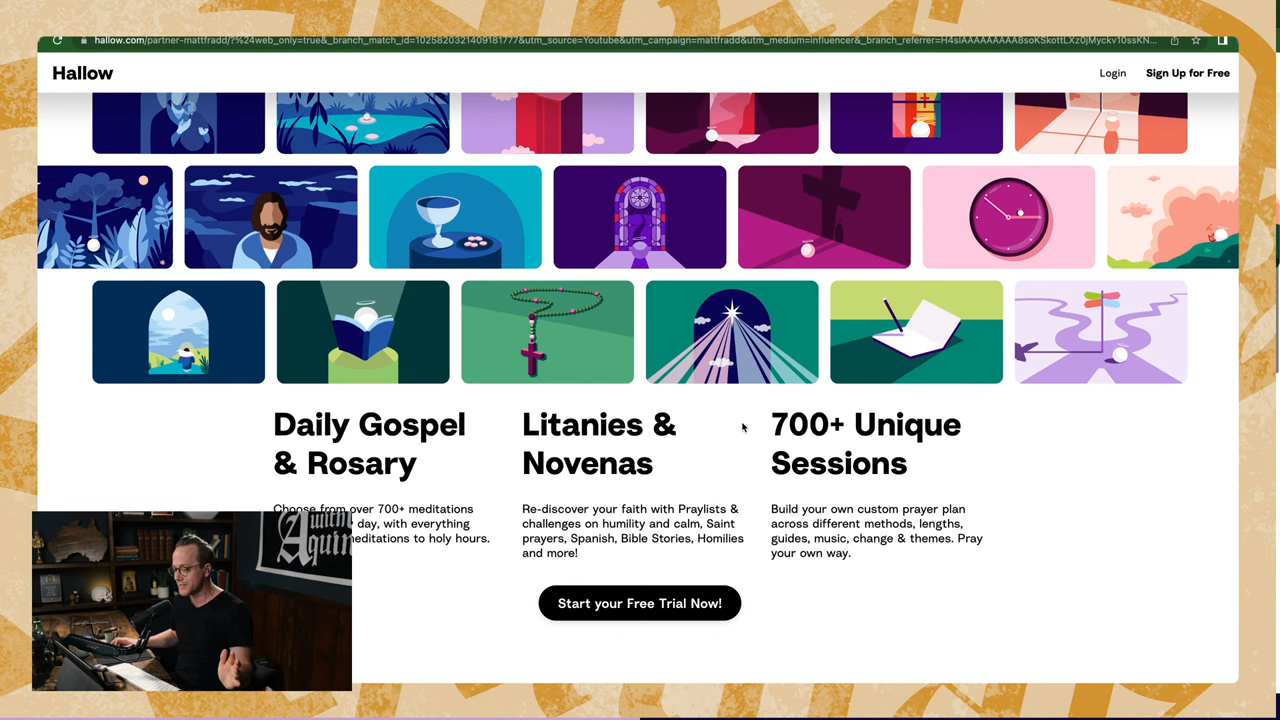 hallow.com/partner-mattfradd/?%24web_only=true&_branch_match_id=1025820321409181777&utm_source=Youtube&utm_campaign=mattfradd&utm_medium=influencer&_branch_referrer=H4sIAAAAAAAAA8soKSkottLXz0jMyckv10ssKN...
Hallow
Login
Sign Up for Free
Daily Gospel
& Rosary
Litanies &
Novenas
700+ Unique
Sessions
Choose from over 700+ meditations
day, with everything
meditations to holy hours.
Re-discover your faith with Praylists &
challenges on humility and calm, Saint
prayers, Spanish, Bible Stories, Homilies
and more!
Build your own custom prayer plan
across different methods, lengths,
guides, music, change & themes. Pray
your own way.
Start your Free Trial Now!
Aquin